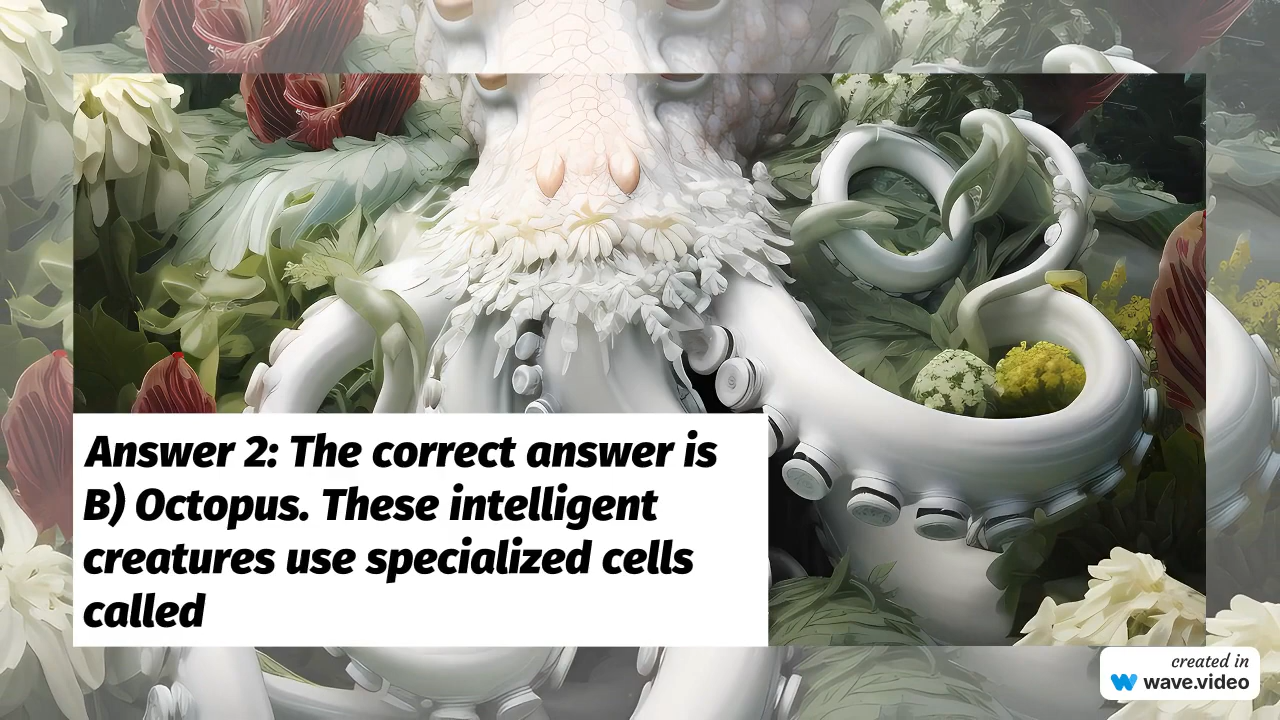 Answer 2: The correct answer is
B) Octopus. These intelligent
creatures use specialized cells
called
created in
wave.video